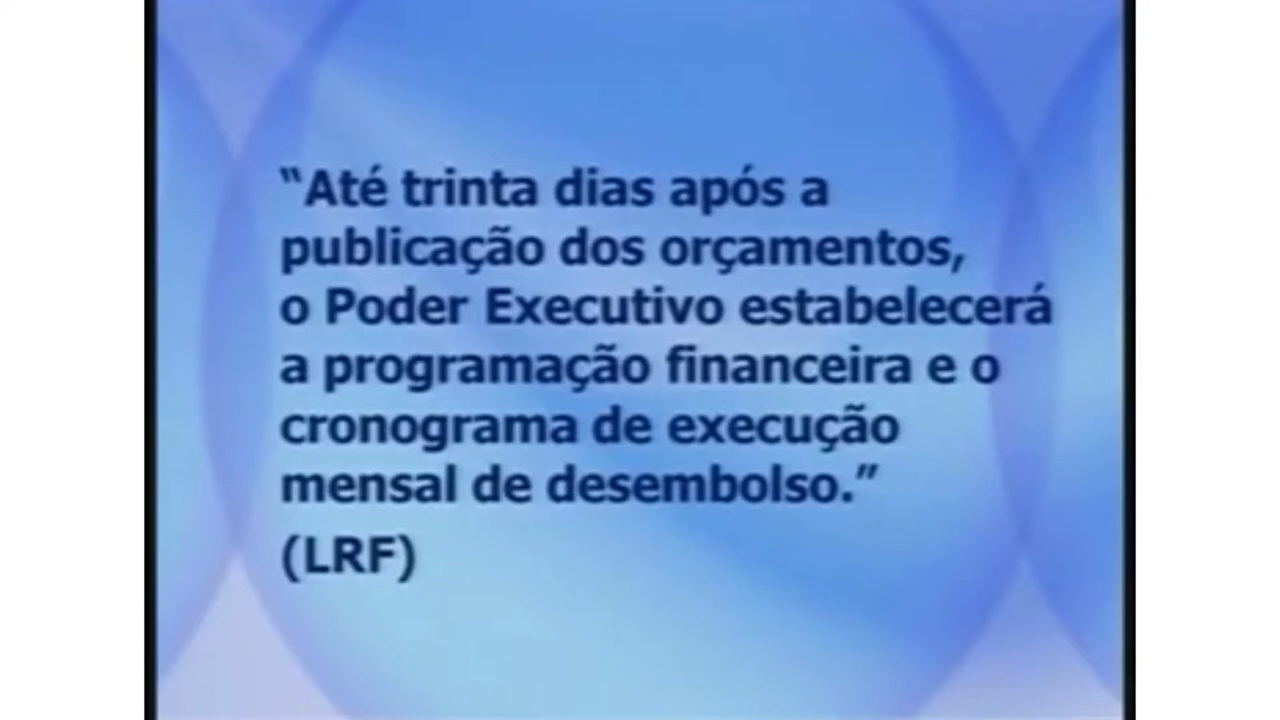 “Até trinta dias após a
publicação dos orçamentos,
o Poder Executivo estabelecerá
a programação financeira e o
cronograma de execução
mensal de desembolso.”
(LRF)